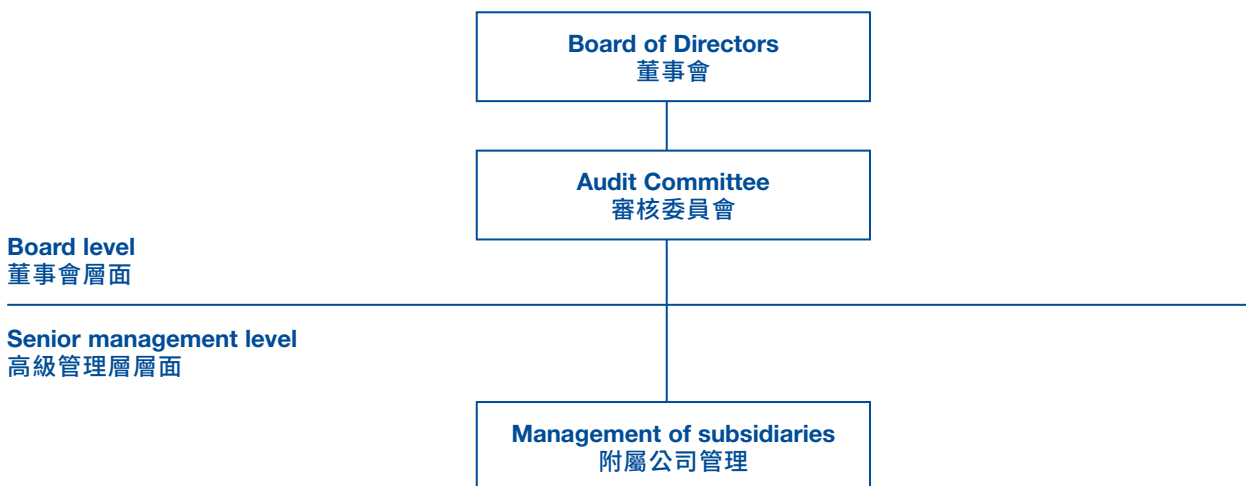 Board of Directors
董事會
Audit Committee
審核委員會
Board level
董事會層面
Senior management level
高級管理層層面
Management of subsidiaries
附屬公司管理